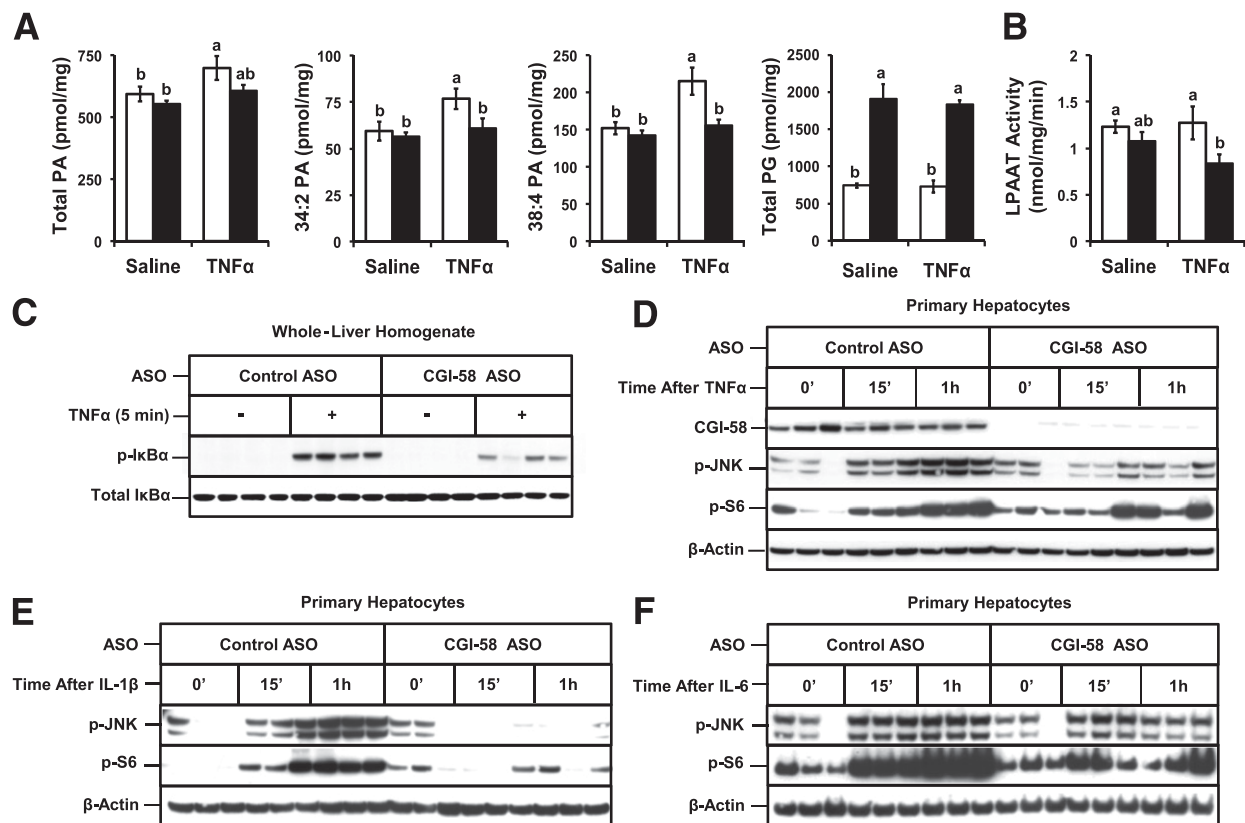 A
Total PA (pmol/mg)
750
500
250
0
b
b
a
ab
Saline
TNFα
34:2 PA (pmol/mg)
100
75
50
25
0
b
b
a
b
Saline
TNFα
38:4 PA (pmol/mg)
250
200
150
100
50
0
b
b
a
b
Saline
TNFα
Total PG (pmol/mg)
2500
2000
1500
1000
500
0
b
a
b
a
Saline
TNFα
B
LPAAT Activity
(nmol/mg/min)
2
1.5
1
0.5
0
a
ab
a
b
Saline
TNFα
C
Whole-Liver Homogenate
ASO
Control ASO
CGI-58 ASO
TNFα (5 min)
-
+
-
+
p-IκBα
Total IκBα
D
Primary Hepatocytes
ASO
Control ASO
CGI-58 ASO
Time After TNFα
0'
15'
1h
0'
15'
1h
CGI-58
p-JNK
p-S6
β-Actin
E
Primary Hepatocytes
ASO
Control ASO
CGI-58 ASO
Time After IL-1β
0'
15'
1h
0'
15'
1h
p-JNK
p-S6
β-Actin
F
Primary Hepatocytes
ASO
Control ASO
CGI-58 ASO
Time After IL-6
0'
15'
1h
0'
15'
1h
p-JNK
p-S6
β-Actin